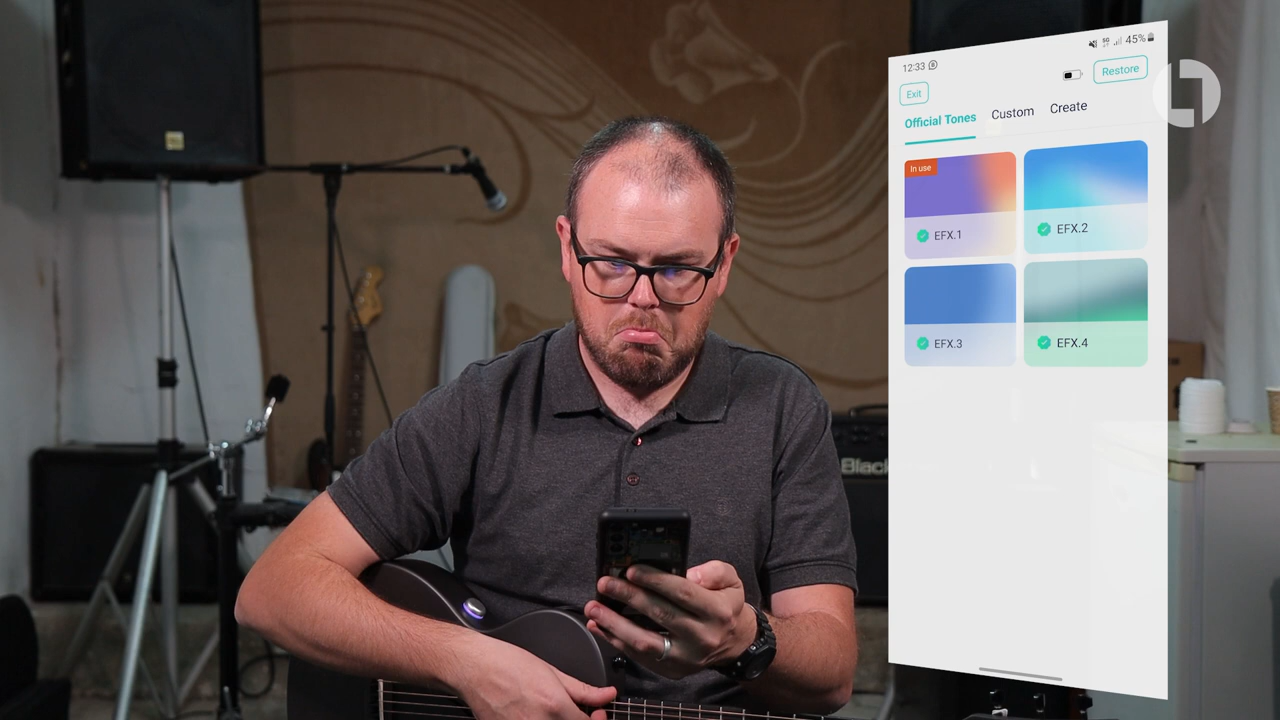 12:33
5G
45%
Exit
Restore
Official Tones
Custom
Create
In use
EFX.1
EFX.2
EFX.3
EFX.4
Black